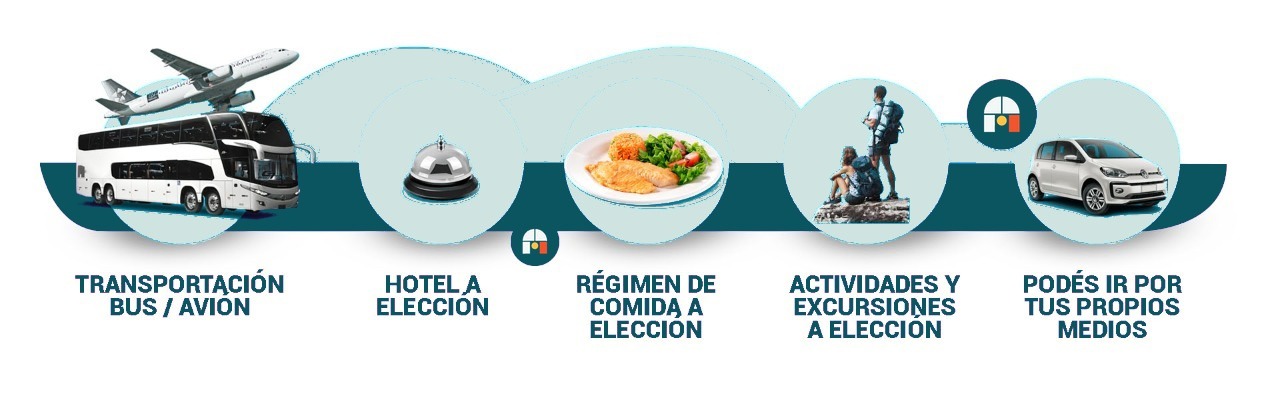 TRANSPORTACIÓN
BUS / AVIÓN
HOTEL A
ELECCIÓN
RÉGIMEN DE
COMIDA A
ELECCIÓN
ACTIVIDADES Y
EXCURSIONES
A ELECCIÓN
PODÉS IR POR
TUS PROPIOS
MEDIOS